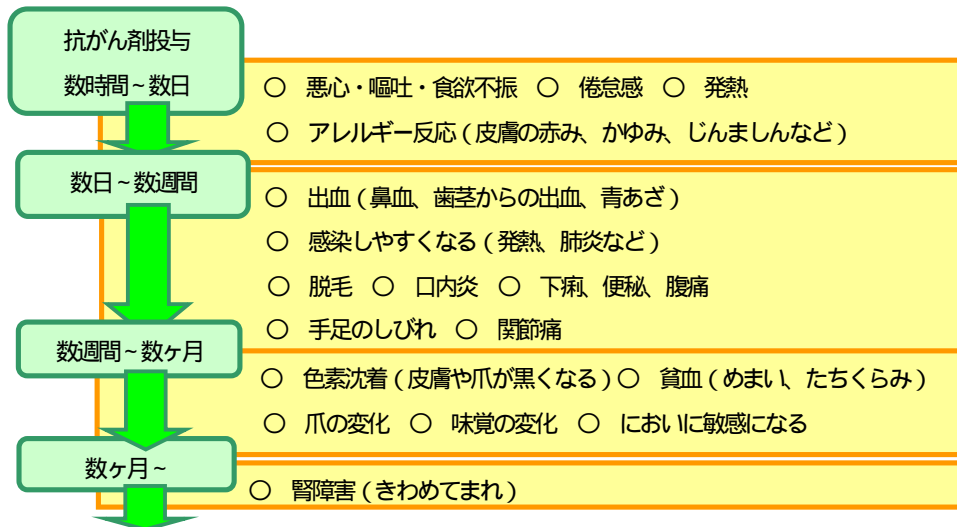 抗がん剤投与
数時間~数日
○ 悪心・嘔吐・食欲不振 ○ 倦怠感 ○ 発熱
○ アレルギー反応(皮膚の赤み、かゆみ、じんましんなど)
数日~数週間
○ 出血(鼻血、歯茎からの出血、青あざ)
○ 感染しやすくなる(発熱、肺炎など)
○ 脱毛 ○ 口内炎 ○ 下痢、便秘、腹痛
○ 手足のしびれ ○ 関節痛
数週間~数ヶ月
○ 色素沈着(皮膚や爪が黒くなる)○ 貧血(めまい、たちくらみ)
○ 爪の変化 ○ 味覚の変化 ○ においに敏感になる
数ヶ月~
○ 腎障害(きわめてまれ)